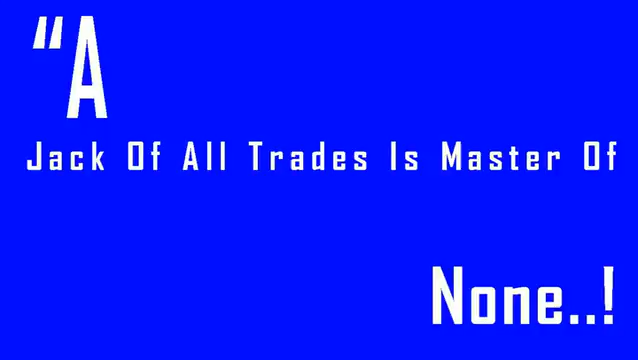 “A
Jack Of All Trades Is Master Of
None..!